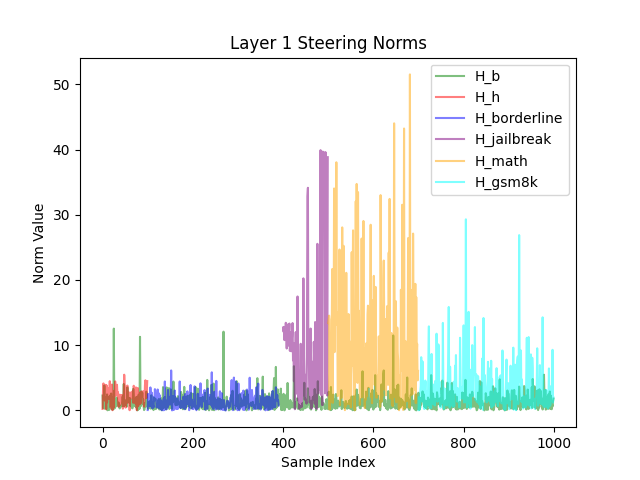 Layer 1 Steering Norms
Norm Value
50
40
30
20
10
0
H_b
H_h
H_borderline
H_jailbreak
H_math
H_gsm8k
0
200
400
600
800
1000
Sample Index